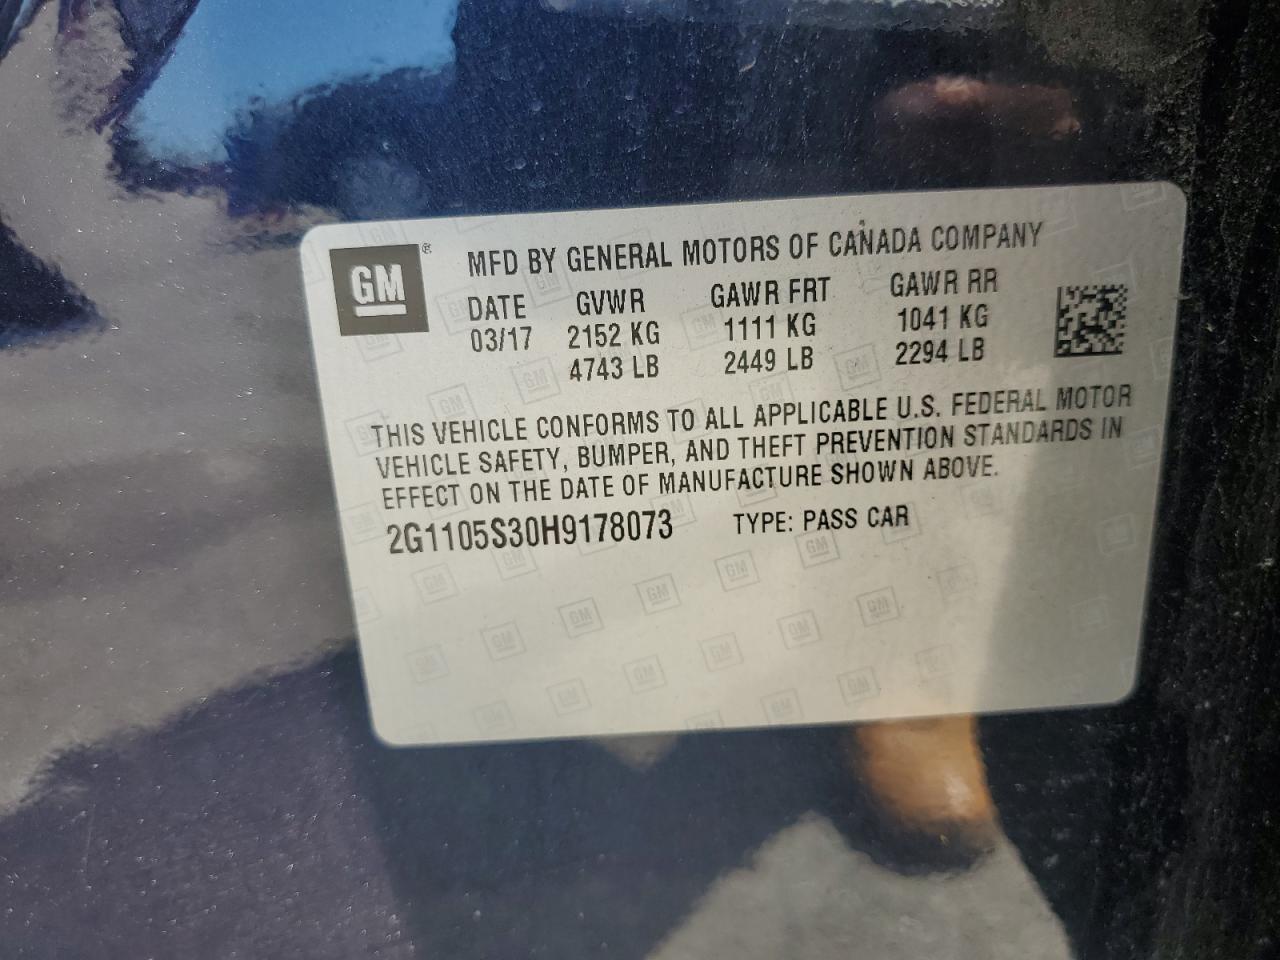 GM®
MFD BY GENERAL MOTORS OF CANADA COMPANY
DATE GVWR GAWR FRT GAWR RR
03/17 2152 KG 1111 KG 1041 KG
4743 LB 2449 LB 2294 LB
THIS VEHICLE CONFORMS TO ALL APPLICABLE U.S. FEDERAL MOTOR
VEHICLE SAFETY, BUMPER, AND THEFT PREVENTION STANDARDS IN
EFFECT ON THE DATE OF MANUFACTURE SHOWN ABOVE.
2G1105S30H9178073 TYPE: PASS CAR